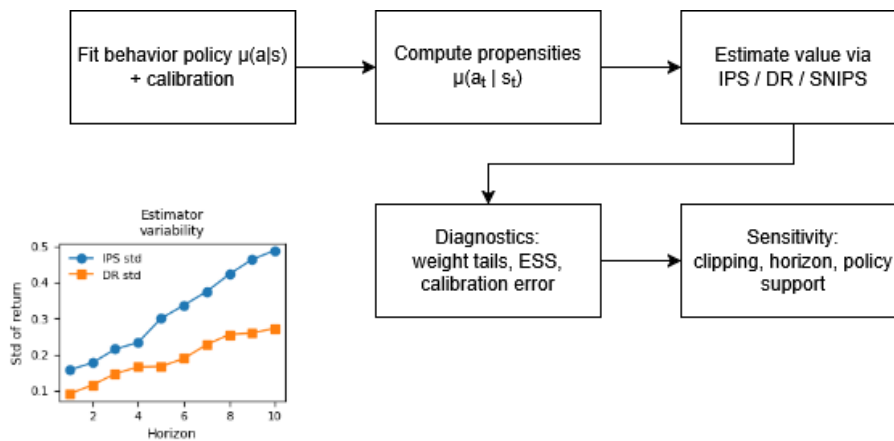 Fit behavior policy μ(a|s)
+ calibration
Compute propensities
μ(aₜ | sₜ)
Estimate value via
IPS / DR / SNIPS
Diagnostics:
weight tails, ESS,
calibration error
Sensitivity:
clipping, horizon, policy
support
Estimator
variability
IPS std
DR std
Std of return
0.5
0.4
0.3
0.2
0.1
2 4 6 8 10
Horizon